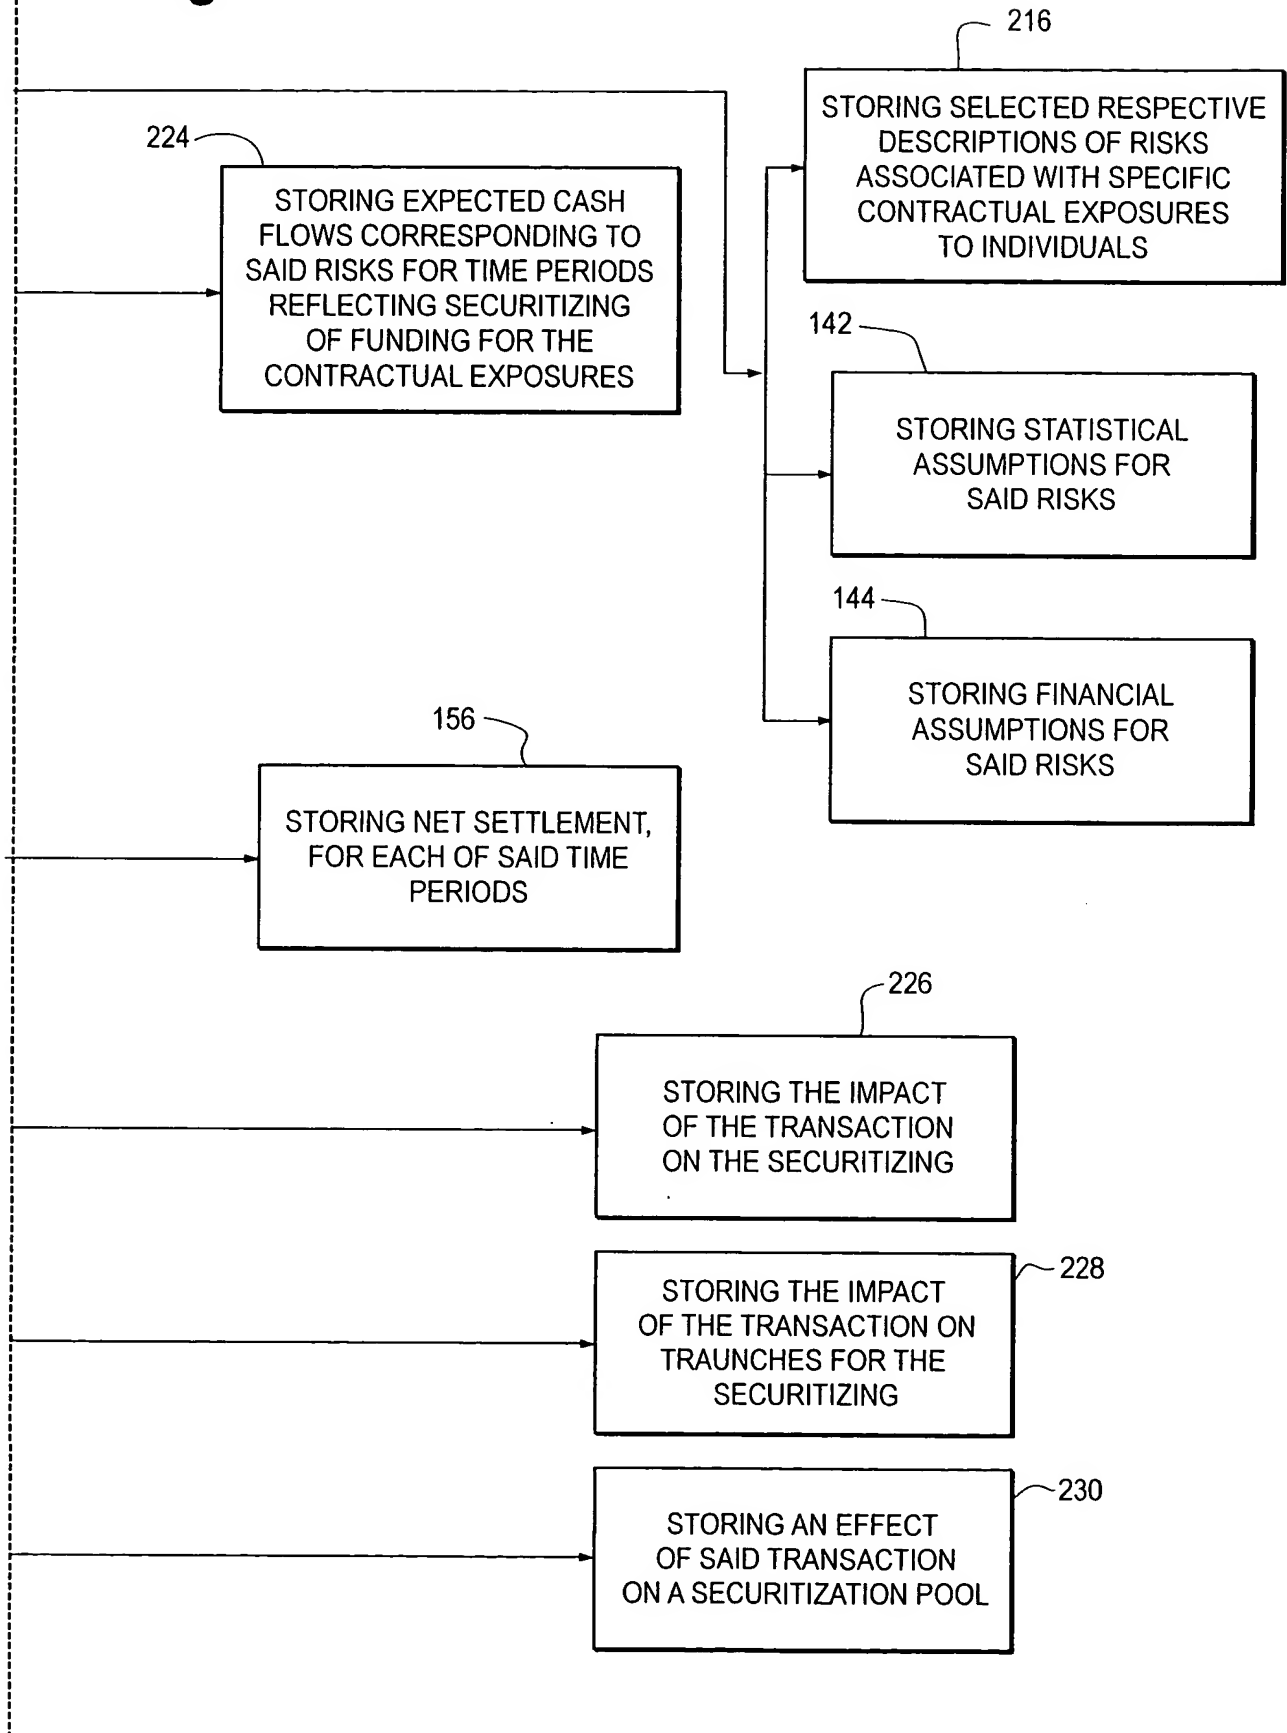 216
STORING SELECTED RESPECTIVE
DESCRIPTIONS OF RISKS
ASSOCIATED WITH SPECIFIC
CONTRACTUAL EXPOSURES
TO INDIVIDUALS
224
STORING EXPECTED CASH
FLOWS CORRESPONDING TO
SAID RISKS FOR TIME PERIODS
REFLECTING SECURITIZING
OF FUNDING FOR THE
CONTRACTUAL EXPOSURES
142
STORING STATISTICAL
ASSUMPTIONS FOR
SAID RISKS
144
STORING FINANCIAL
ASSUMPTIONS FOR
SAID RISKS
156
STORING NET SETTLEMENT,
FOR EACH OF SAID TIME
PERIODS
226
STORING THE IMPACT
OF THE TRANSACTION
ON THE SECURITIZING
228
STORING THE IMPACT
OF THE TRANSACTION ON
TRAUNCHES FOR THE
SECURITIZING
230
STORING AN EFFECT
OF SAID TRANSACTION
ON A SECURITIZATION POOL